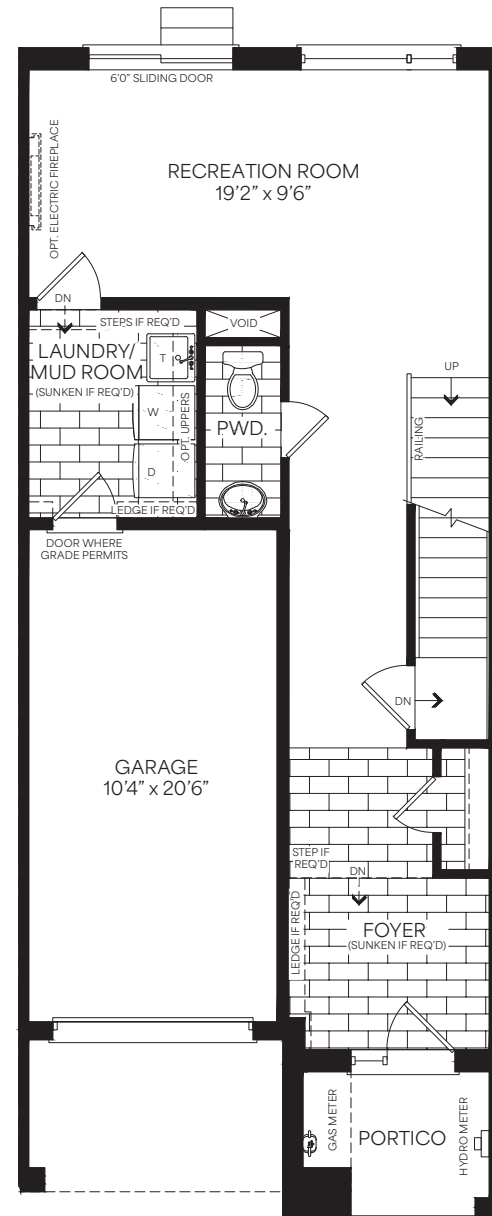 6'0" SLIDING DOOR
OPT. ELECTRIC FIREPLACE
RECREATION ROOM
19'2" x 9'6"
DN
STEPS IF REQ'D
VOID
LAUNDRY/
MUD ROOM
(SUNKEN IF REQ'D)
T
W
D
OPT. UPPERS
PWD.
LEDGE IF REQ'D
DOOR WHERE
GRADE PERMITS
UP
RAILING
DN
GARAGE
10'4" x 20'6"
STEP IF
REQ'D
DN
LEDGE IF REQ'D
FOYER
(SUNKEN IF REQ'D)
GAS METER
PORTICO
HYDRO METER